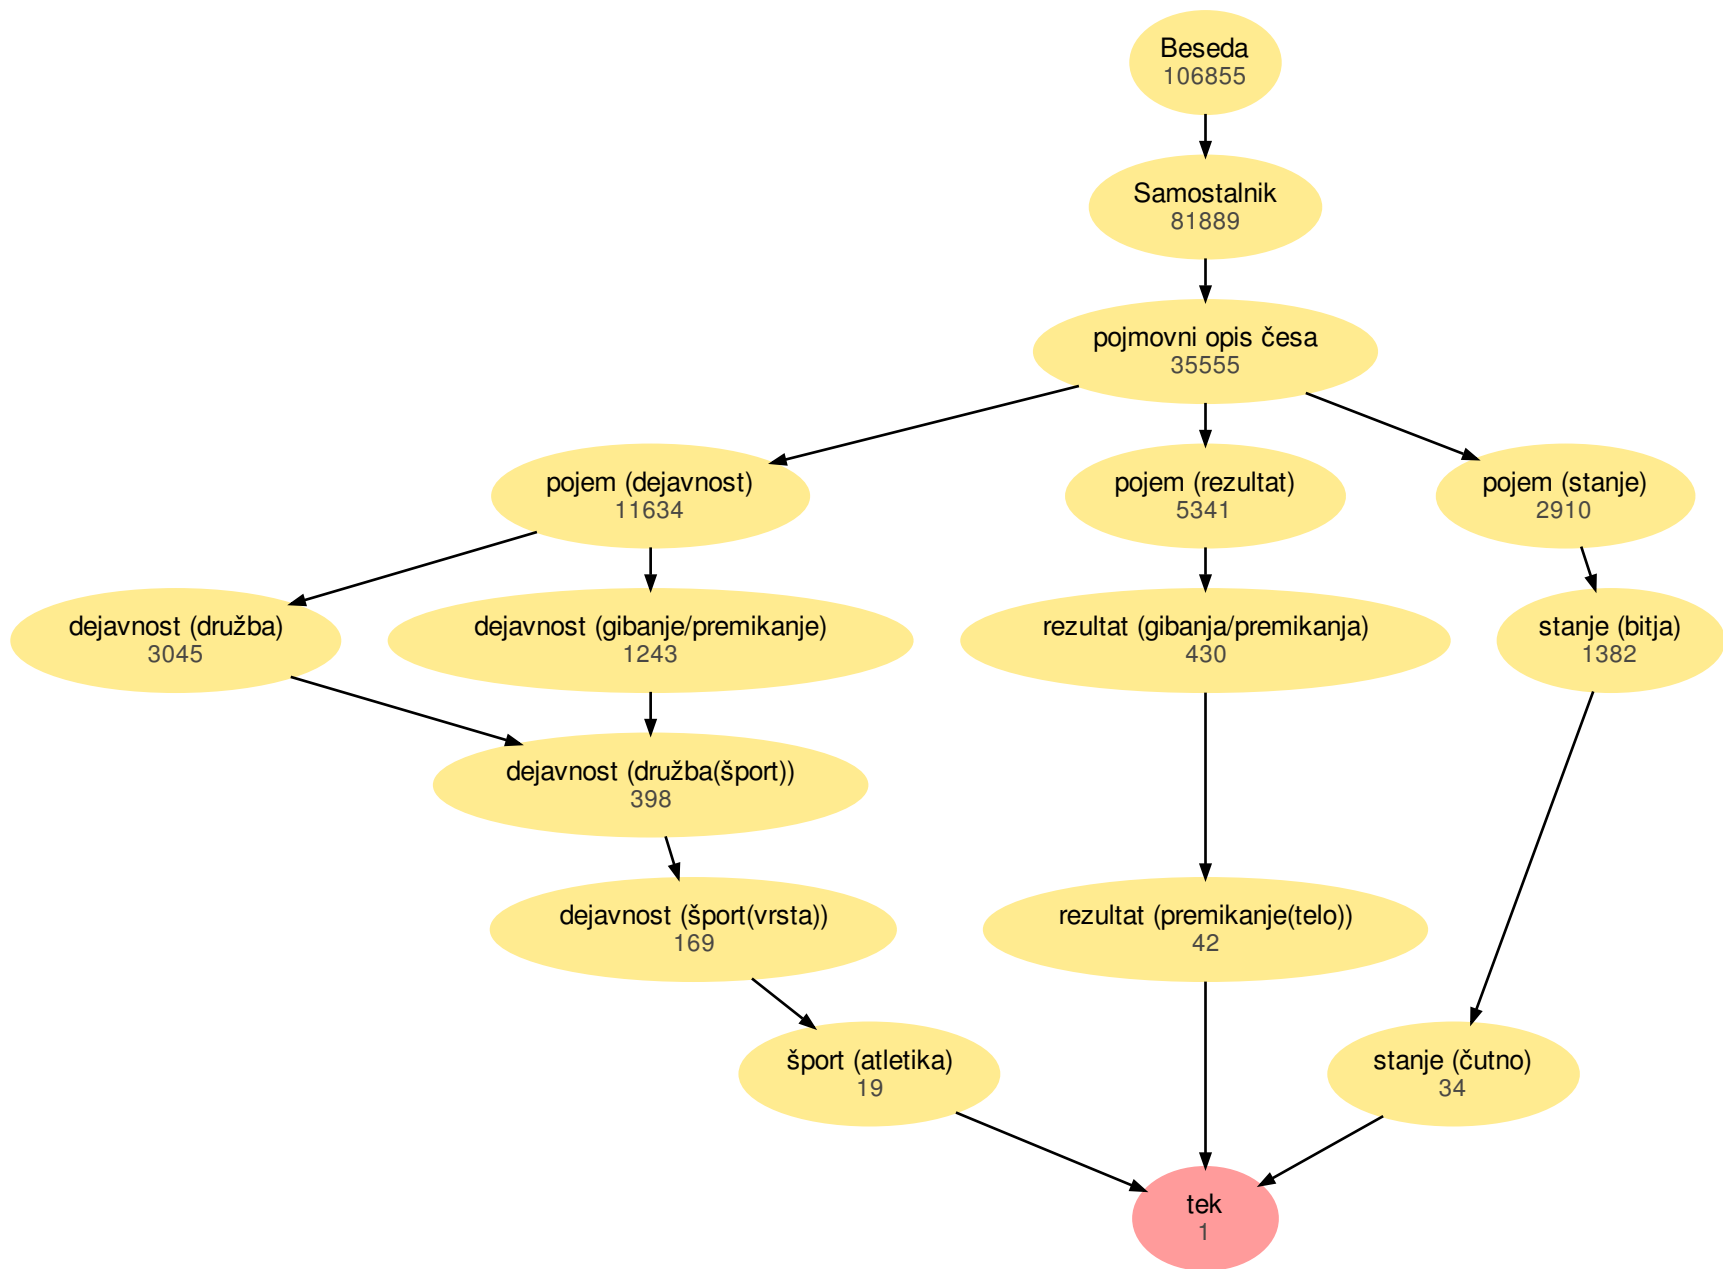 Beseda
106855
Samostalnik
81889
pojmovni opis česa
35555
pojem (dejavnost)
11634
pojem (rezultat)
5341
pojem (stanje)
2910
dejavnost (družba)
3045
dejavnost (gibanje/premikanje)
1243
rezultat (gibanja/premikanja)
430
stanje (bitja)
1382
dejavnost (družba(šport))
398
dejavnost (šport(vrsta))
169
rezultat (premikanje(telo))
42
šport (atletika)
19
stanje (čutno)
34
tek
1